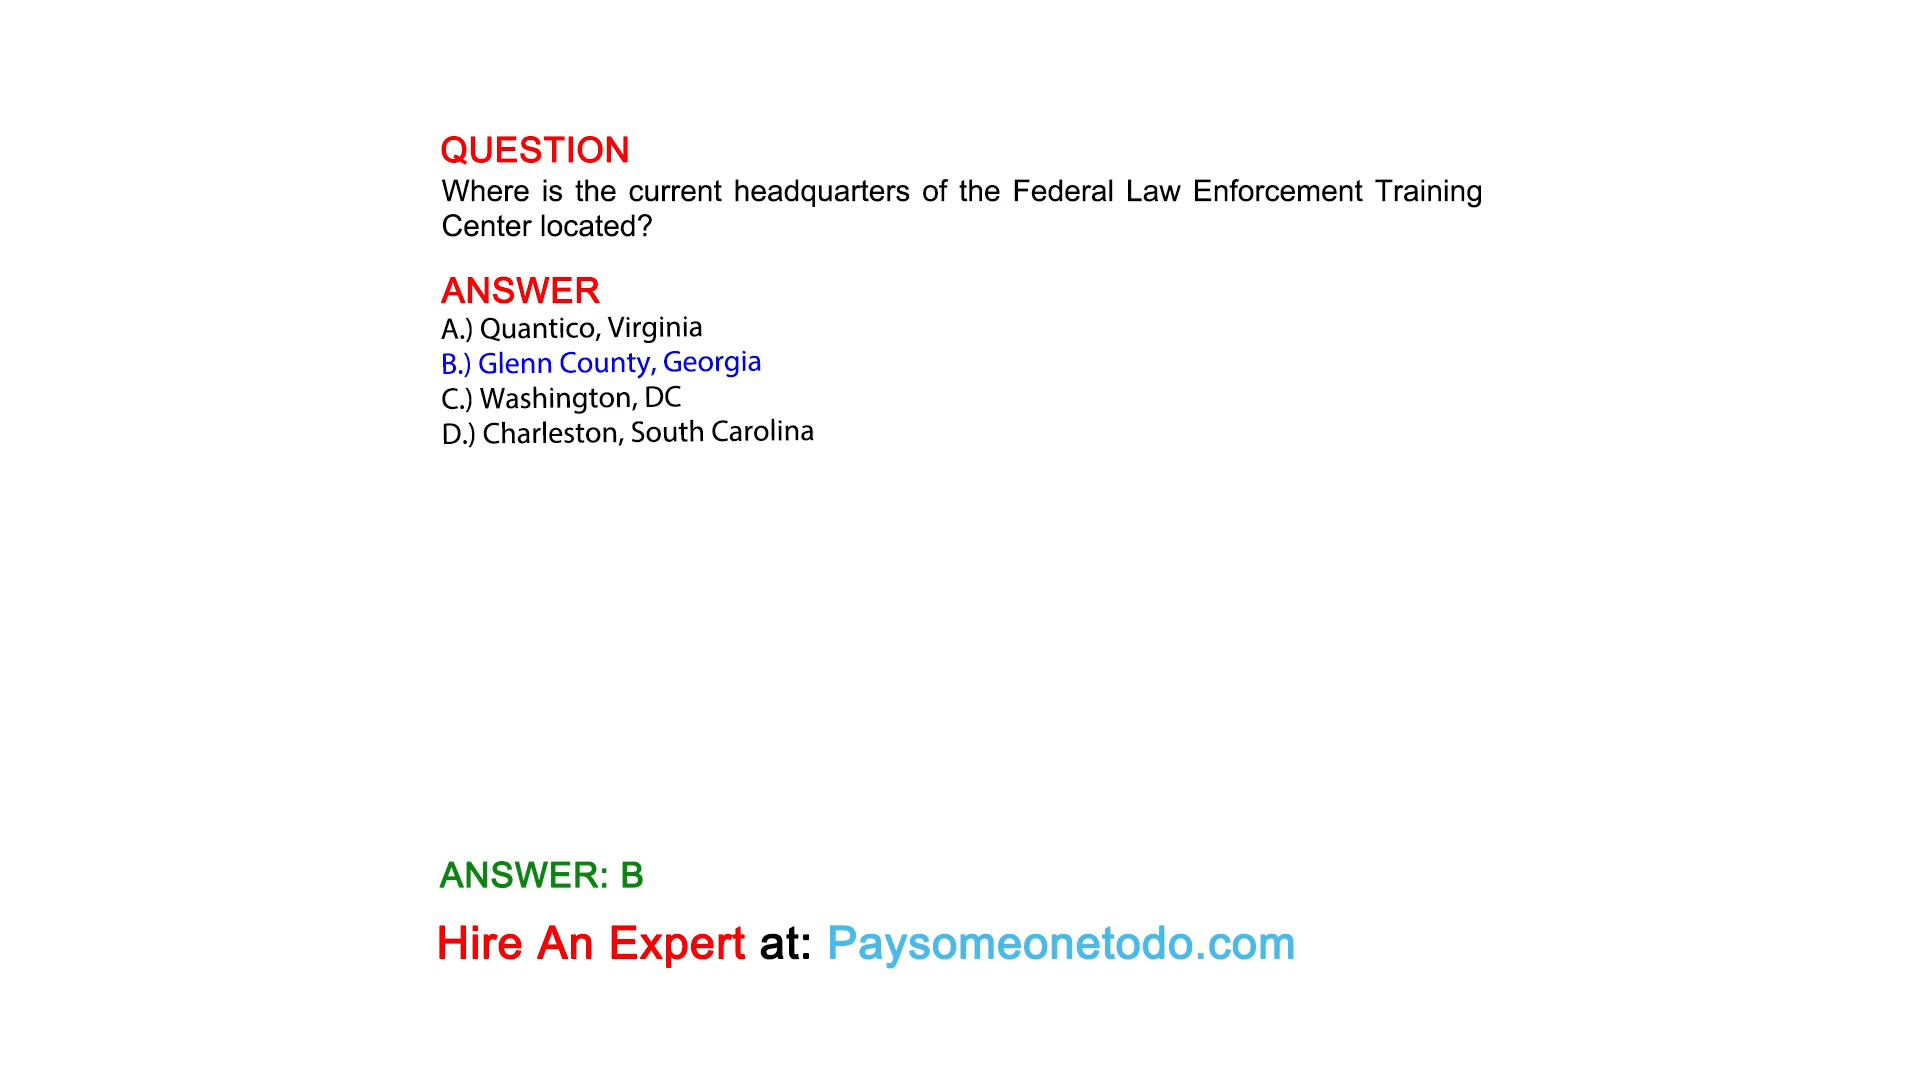 QUESTION
Where is the current headquarters of the Federal Law Enforcement Training
Center located?
ANSWER
A.) Quantico, Virginia
B.) Glenn County, Georgia
C.) Washington, DC
D.) Charleston, South Carolina
ANSWER: B
Hire An Expert at: Paysomeonetodo.com